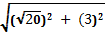 √((√20)² + (3)²